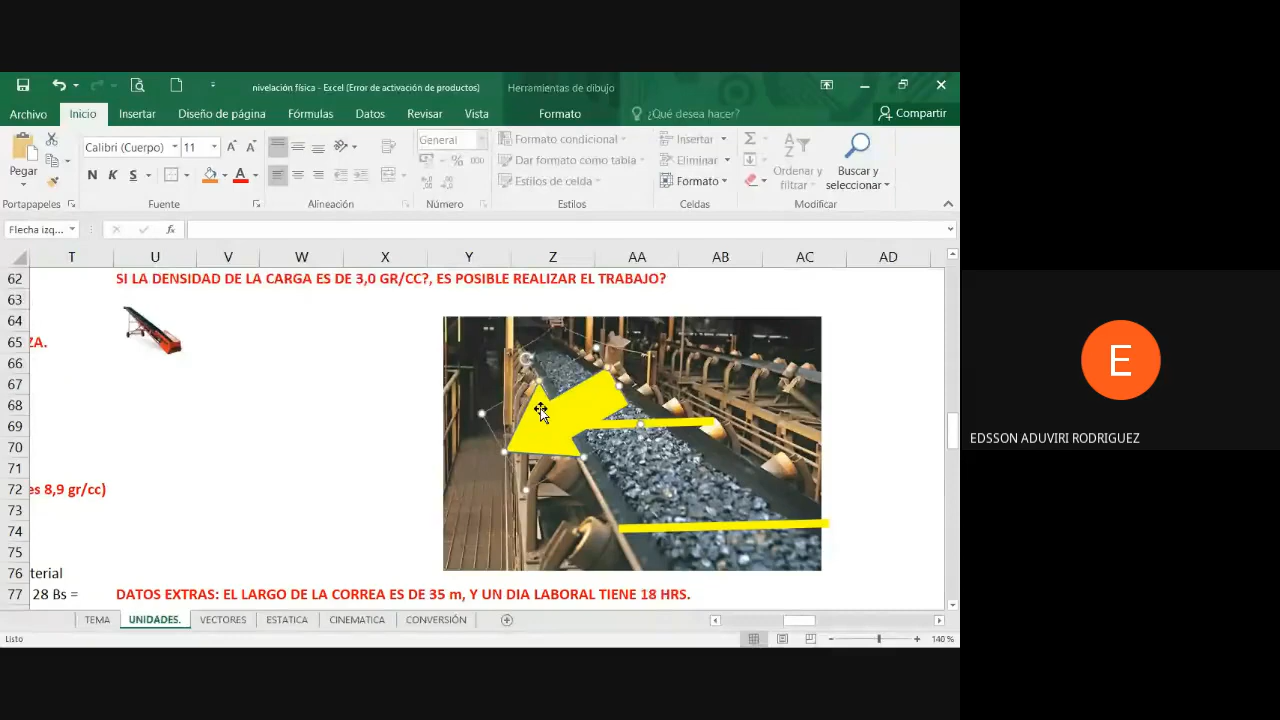 nivelación física - Excel (Error de activación de productos)
Herramientas de dibujo
Archivo Inicio Insertar Diseño de página Fórmulas Datos Revisar Vista Formato ¿Qué desea hacer? Compartir
Pegar
Calibri (Cuerpo) 11
N K S
General
% 000
Formato condicional
Dar formato como tabla
Estilos de celda
Insertar
Eliminar
Formato
Ordenar y filtrar
Buscar y seleccionar
Portapapeles Fuente Alineación Número Estilos Celdas Modificar
Flecha izq...
fx
T U V W X Y Z AA AB AC AD
62 SI LA DENSIDAD DE LA CARGA ES DE 3,0 GR/CC?, ES POSIBLE REALIZAR EL TRABAJO?
63
64
65 ZA.
66
67
68
69
70
71
72 es 8,9 gr/cc)
73
74
75
76 terial
77 28 Bs = DATOS EXTRAS: EL LARGO DE LA CORREA ES DE 35 m, Y UN DIA LABORAL TIENE 18 HRS.
TEMA UNIDADES. VECTORES ESTATICA CINEMATICA CONVERSIÓN
Listo
140 %
E
EDSSON ADUVIRI RODRIGUEZ